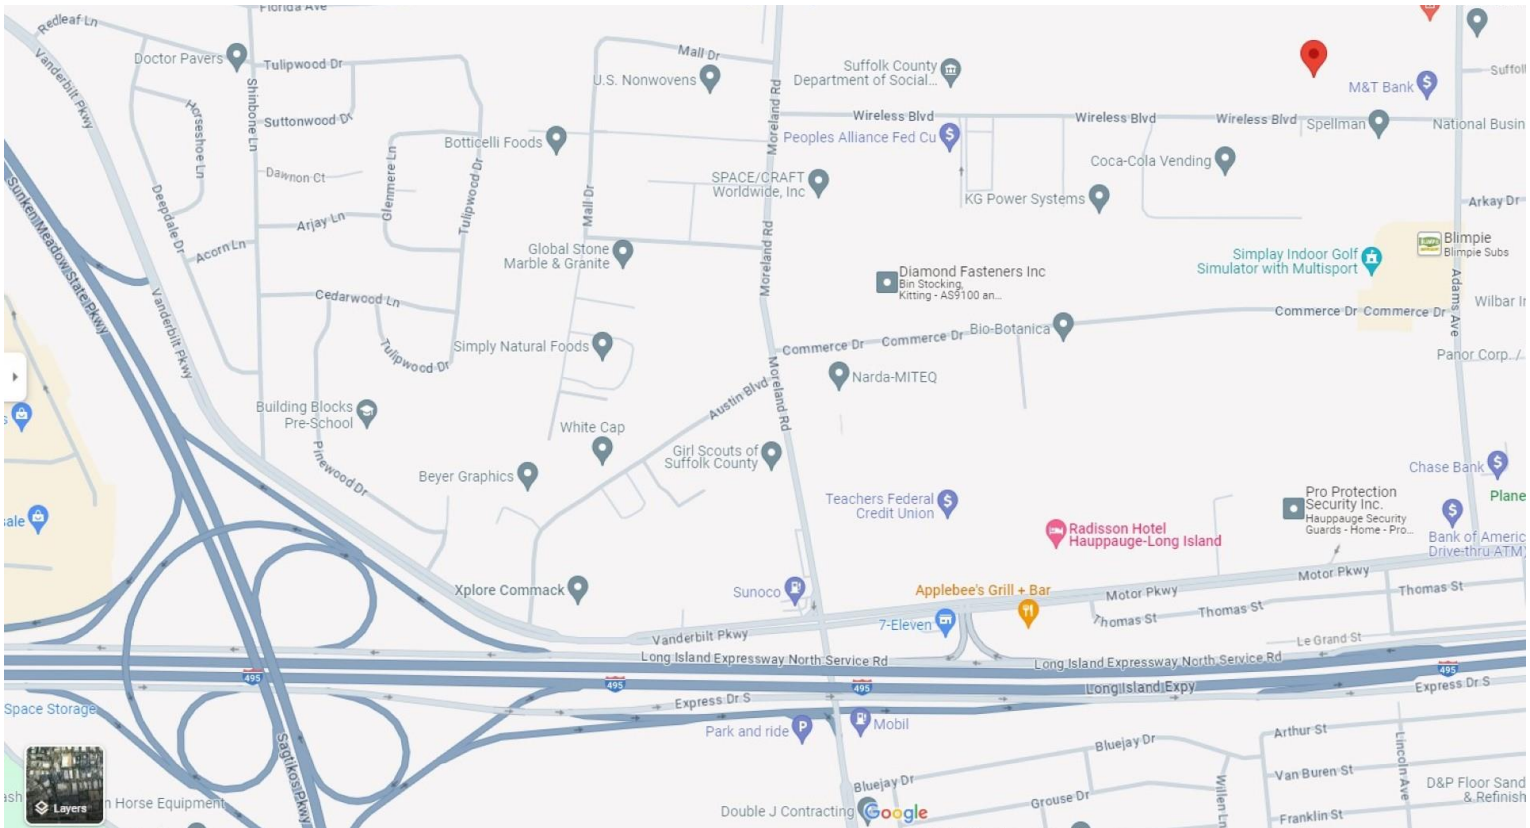 Florida Ave
Redleaf Ln
Doctor Pavers
Tulipwood Dr
Mall Dr
U.S. Nonwovens
Suffolk County
Department of Social...
M&T Bank
Vanderbilt Pkwy
Horseshoe Ln
Shinbone Ln
Suttonwood Dr
Botticelli Foods
Moreland Rd
Wireless Blvd
Wireless Blvd
Wireless Blvd
Spellman
National Busin
Peoples Alliance Fed Cu
Coca-Cola Vending
Glenmere Ln
Tulipwood Dr
Dawnon Ct
SPACE/CRAFT
Worldwide, Inc
KG Power Systems
Arkay Dr
Sunken Meadow State Pkwy
Deepdale Dr
Arjay Ln
Acorn Ln
Mall Dr
Global Stone
Marble & Granite
Moreland Rd
Diamond Fasteners Inc
Bin Stocking,
Kitting - AS9100 an...
Simplay Indoor Golf
Simulator with Multisport
Blimpie
Blimpie Subs
Adams Ave
Vanderbilt Pkwy
Cedarwood Ln
Tulipwood Dr
Simply Natural Foods
Commerce Dr
Commerce Dr
Bio-Botanica
Commerce Dr
Commerce Dr
Panor Corp. /
Narda-MITEQ
Austin Blvd
Moreland Rd
Building Blocks
Pre-School
Pinewood Dr
White Cap
Beyer Graphics
Girl Scouts of
Suffolk County
Chase Bank
Teachers Federal
Credit Union
Pro Protection
Security Inc.
Hauppauge Security
Guards - Home - Pro...
Radisson Hotel
Hauppauge-Long Island
Bank of Americ
Drive-thru ATM
Xplore Commack
Sunoco
Applebee's Grill + Bar
7-Eleven
Motor Pkwy
Motor Pkwy
Thomas St
Thomas St
Thomas St
Le Grand St
Vanderbilt Pkwy
Long Island Expressway North Service Rd
Long Island Expressway North Service Rd
495
495
495
495
Long Island Expy
Express Dr S
Express Dr S
Space Storage
Park and ride
P
Mobil
Sagtikos Pkwy
Bluejay Dr
Bluejay Dr
Arthur St
Van Buren St
Lincoln Ave
Willen Ln
Grouse Dr
Franklin St
D&P Floor Sand
& Refinish
Layers
n Horse Equipment
Double J Contracting
Google